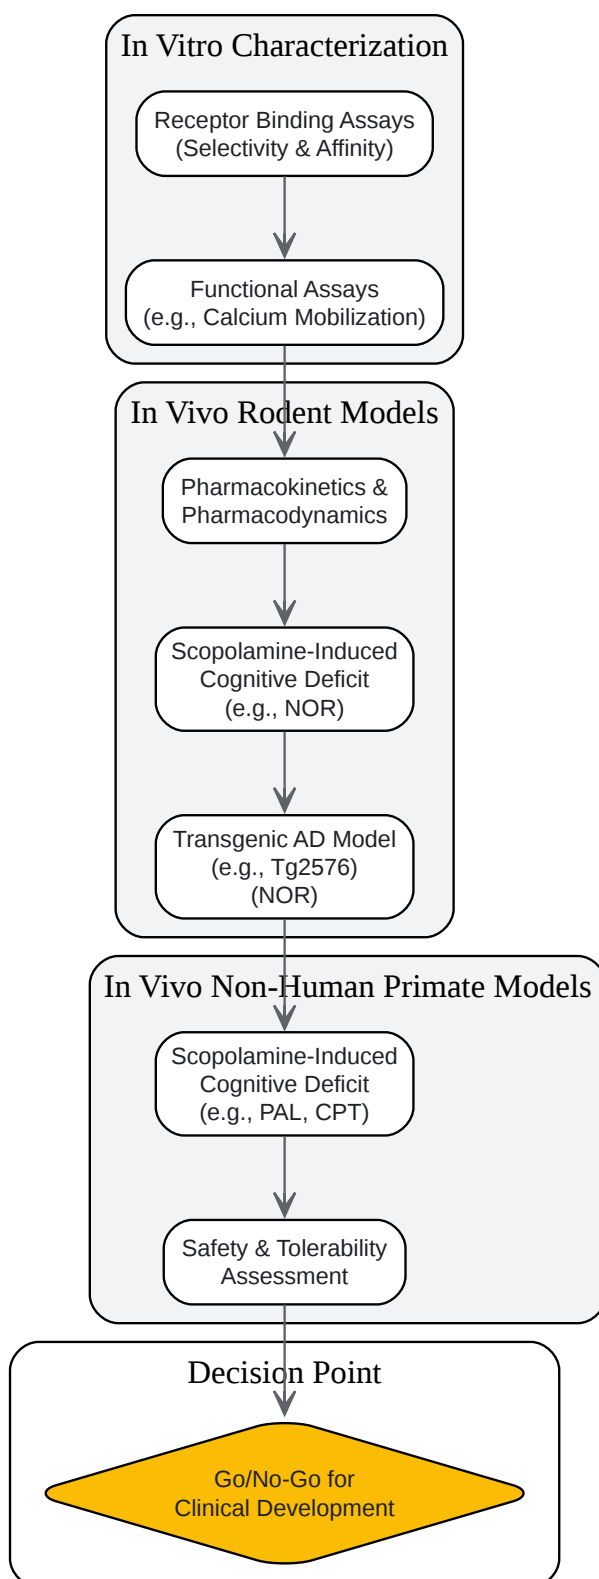 In Vitro Characterization
Receptor Binding Assays
(Selectivity & Affinity)
Functional Assays
(e.g., Calcium Mobilization)
In Vivo Rodent Models
Pharmacokinetics &
Pharmacodynamics
Scopolamine-Induced
Cognitive Deficit
(e.g., NOR)
Transgenic AD Model
(e.g., Tg2576)
(NOR)
In Vivo Non-Human Primate Models
Scopolamine-Induced
Cognitive Deficit
(e.g., PAL, CPT)
Safety & Tolerability
Assessment
Decision Point
Go/No-Go for
Clinical Development